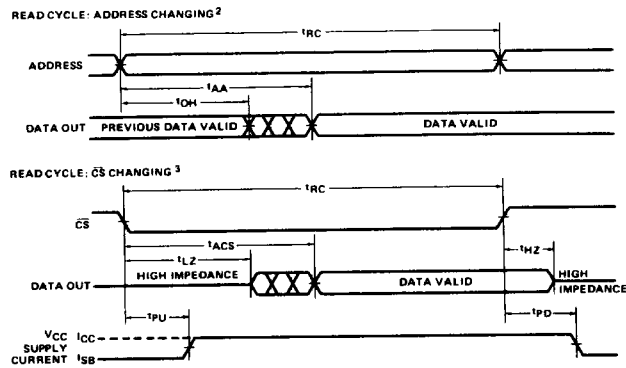 READ CYCLE: ADDRESS CHANGING 2
tRC
ADDRESS
tAA
tOH
DATA OUT PREVIOUS DATA VALID DATA VALID
READ CYCLE: CS CHANGING 3
tRC
CS
tACS
tLZ tHZ
HIGH IMPEDANCE
DATA OUT DATA VALID HIGH
IMPEDANCE
tPU tPD
VCC ICC
SUPPLY
CURRENT ISB